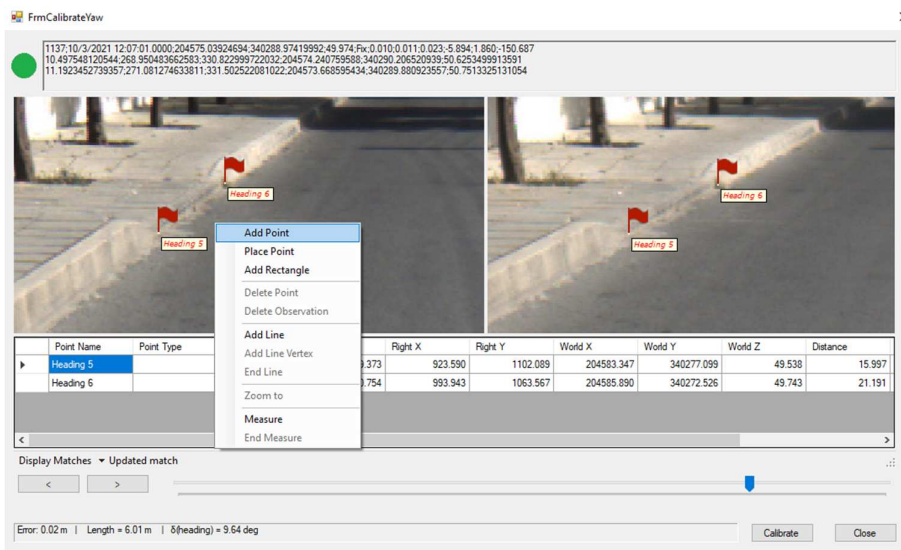 FrmCalibrateYaw
1137;10/3/2021 12:07:01.0000;204575.03924694;340288.97419992;49.974;Fix;0.010;0.011;0.023;-5.894;1.860;-150.687
10.497548120544;268.950483662583;330.822999722032;204574.240759588;340290.206520939;50.6253499913591
11.1923452739357;271.081274633811;331.502522081022;204573.668595434;340289.880923557;50.7513325131054
Heading 6
Heading 5
Heading 6
Heading 5
Add Point
Place Point
Add Rectangle
Delete Point
Delete Observation
Add Line
Add Line Vertex
End Line
Zoom to
Measure
End Measure
Point Name Point Type Right X Right Y World X World Y World Z Distance
Heading 5 .373 923.590 1102.089 204583.347 340277.099 49.538 15.997
Heading 6 .754 993.943 1063.567 204585.890 340272.526 49.743 21.191
< >
Display Matches Updated match
< >
Error: 0.02 m | Length = 6.01 m | δ(heading) = 9.64 deg
Calibrate Close